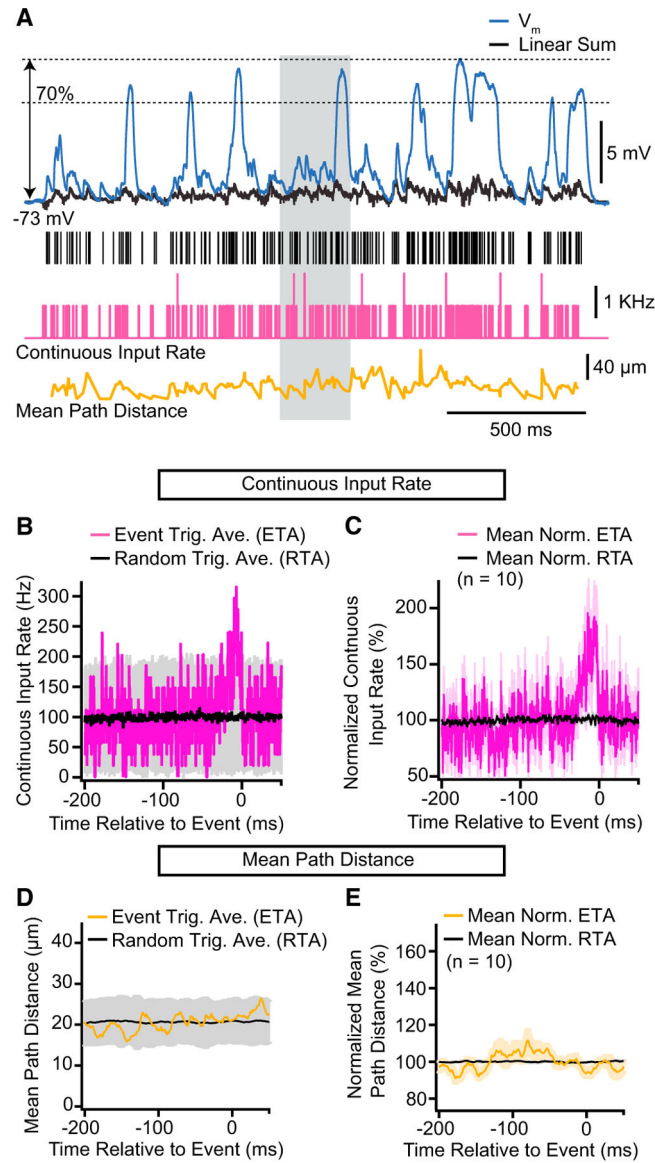 A
V_m
Linear Sum
70%
5 mV
-73 mV
1 KHz
Continuous Input Rate
40 µm
Mean Path Distance
500 ms
Continuous Input Rate
B
Event Trig. Ave. (ETA)
Random Trig. Ave. (RTA)
Continuous Input Rate (Hz)
300
250
200
150
100
50
0
-200
-100
0
Time Relative to Event (ms)
C
Mean Norm. ETA
Mean Norm. RTA
(n = 10)
Normalized Contnuous
Input Rate (%)
200
150
100
50
-200
-100
0
Time Relative to Event (ms)
Mean Path Distance
D
Event Trig. Ave. (ETA)
Random Trig. Ave. (RTA)
Mean Path Distance (µm)
40
30
20
10
0
-200
-100
0
Time Relative to Event (ms)
E
Mean Norm. ETA
Mean Norm. RTA
(n = 10)
Normalized Mean
Path Distance (%)
160
140
120
100
80
-200
-100
0
Time Relative to Event (ms)